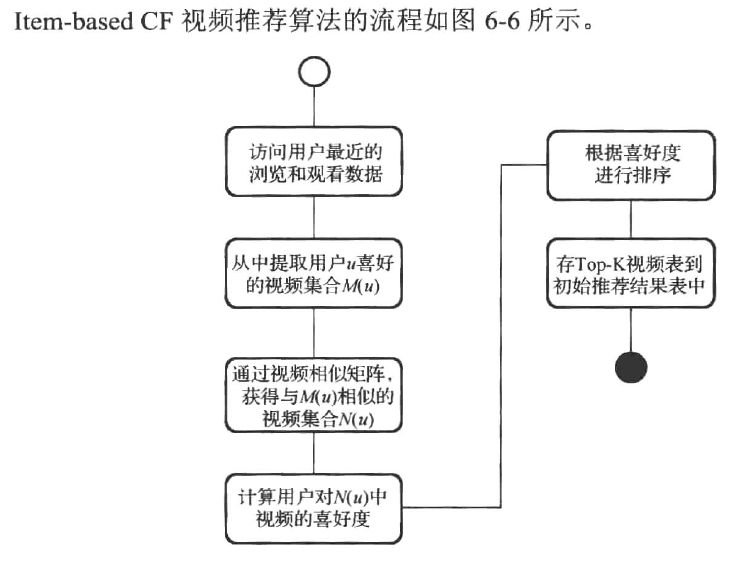 Item-based CF 视频推荐算法的流程如图 6-6 所示。
访问用户最近的
浏览和观看数据
从中提取用户u喜好
的视频集合M(u)
通过视频相似矩阵，
获得与M(u)相似的
视频集合N(u)
计算用户对N(u)中
视频的喜好度
根据喜好度
进行排序
存Top-K视频表到
初始推荐结果表中